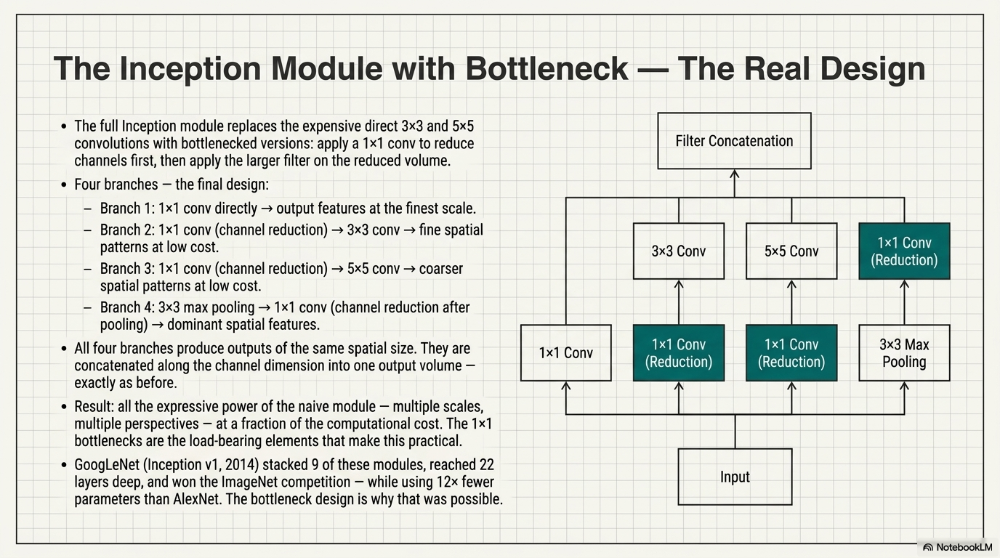 The Inception Module with Bottleneck — The Real Design
• The full Inception module replaces the expensive direct 3×3 and 5×5
convolutions with bottlenecked versions: apply a 1×1 conv to reduce
channels first, then apply the larger filter on the reduced volume.
• Four branches — the final design:
– Branch 1: 1×1 conv directly → output features at the finest scale.
– Branch 2: 1×1 conv (channel reduction) → 3×3 conv → fine spatial
patterns at low cost.
– Branch 3: 1×1 conv (channel reduction) → 5×5 conv → coarser
spatial patterns at low cost.
– Branch 4: 3×3 max pooling → 1×1 conv (channel reduction after
pooling) → dominant spatial features.
• All four branches produce outputs of the same spatial size. They are
concatenated along the channel dimension into one output volume —
exactly as before.
• Result: all the expressive power of the naive module — multiple scales,
multiple perspectives — at a fraction of the computational cost. The 1×1
bottlenecks are the load-bearing elements that make this practical.
• GoogLeNet (Inception v1, 2014) stacked 9 of these modules, reached 22
layers deep, and won the ImageNet competition — while using 12× fewer
parameters than AlexNet. The bottleneck design is why that was possible.
Filter Concatenation
3×3 Conv
5×5 Conv
1×1 Conv
(Reduction)
1×1 Conv
1×1 Conv
(Reduction)
1×1 Conv
(Reduction)
3×3 Max
Pooling
Input
NotebookLM